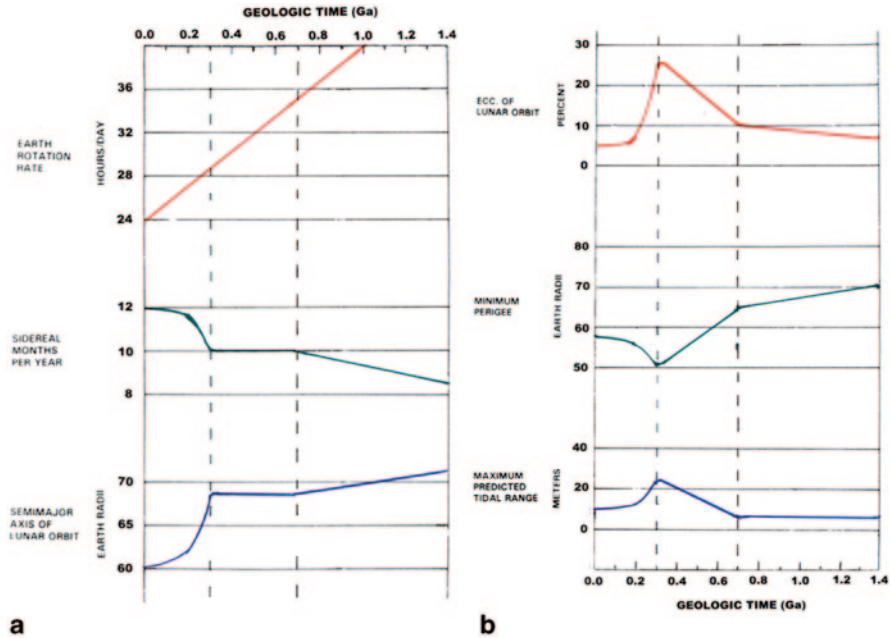 GEOLOGIC TIME (Ga)
0.0 0.2 0.4 0.6 0.8 1.0 1.4
36
32
28
24
HOURS/DAY
EARTH
ROTATION
RATE
12
10
8
SIDEREAL
MONTHS
PER YEAR
70
65
60
EARTH RADII
SEMIMAJOR
AXIS OF
LUNAR ORBIT
a
30
20
10
0
PERCENT
ECC. OF
LUNAR ORBIT
80
70
60
50
EARTH RADII
MINIMUM
PERIGEE
40
20
0
METERS
MAXIMUM
PREDICTED
TIDAL RANGE
0.0 0.2 0.4 0.6 0.8 1.0 1.2 1.4
GEOLOGIC TIME (Ga)
b